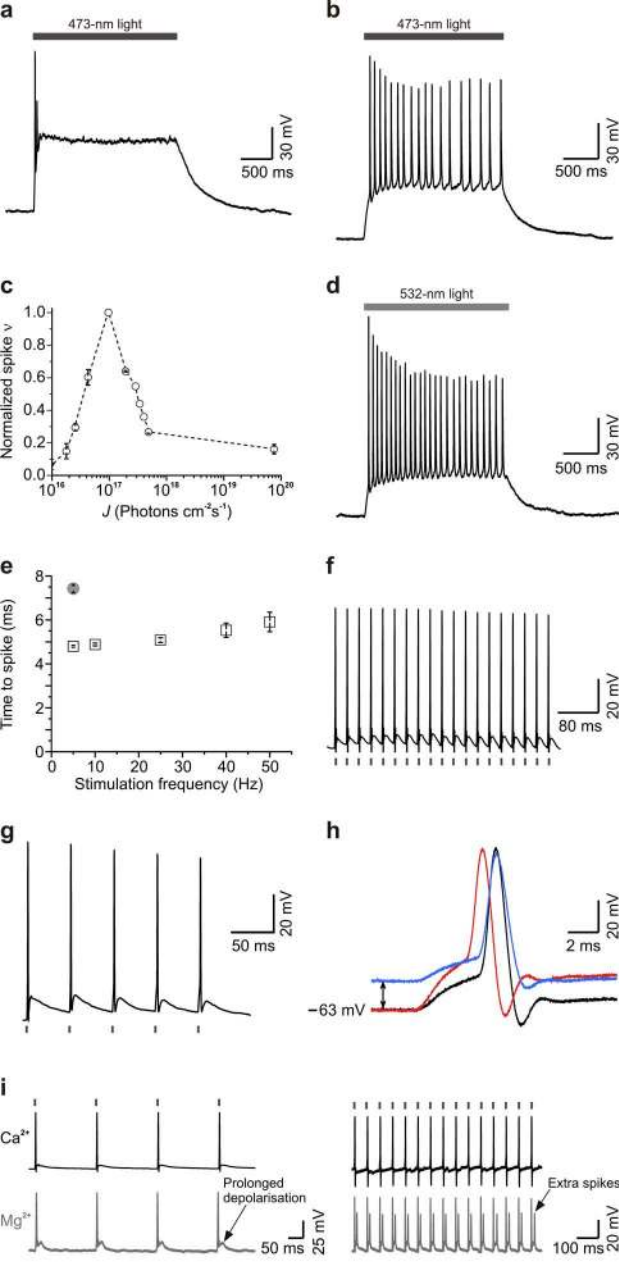 a
473-nm light
30 mV
500 ms
b
473-nm light
30 mV
500 ms
c
Normalized spike ν
1.0
0.8
0.6
0.4
0.2
0.0
10¹⁶ 10¹⁷ 10¹⁸ 10¹⁹ 10²⁰
J (Photons cm⁻²s⁻¹)
d
532-nm light
30 mV
500 ms
e
Time to spike (ms)
8
6
4
2
0
0 10 20 30 40 50
Stimulation frequency (Hz)
f
20 mV
80 ms
g
20 mV
50 ms
h
20 mV
2 ms
−63 mV
i
Ca²⁺
Mg²⁺
Prolonged
depolarisation
50 ms
25 mV
Extra spikes
100 ms
20 mV